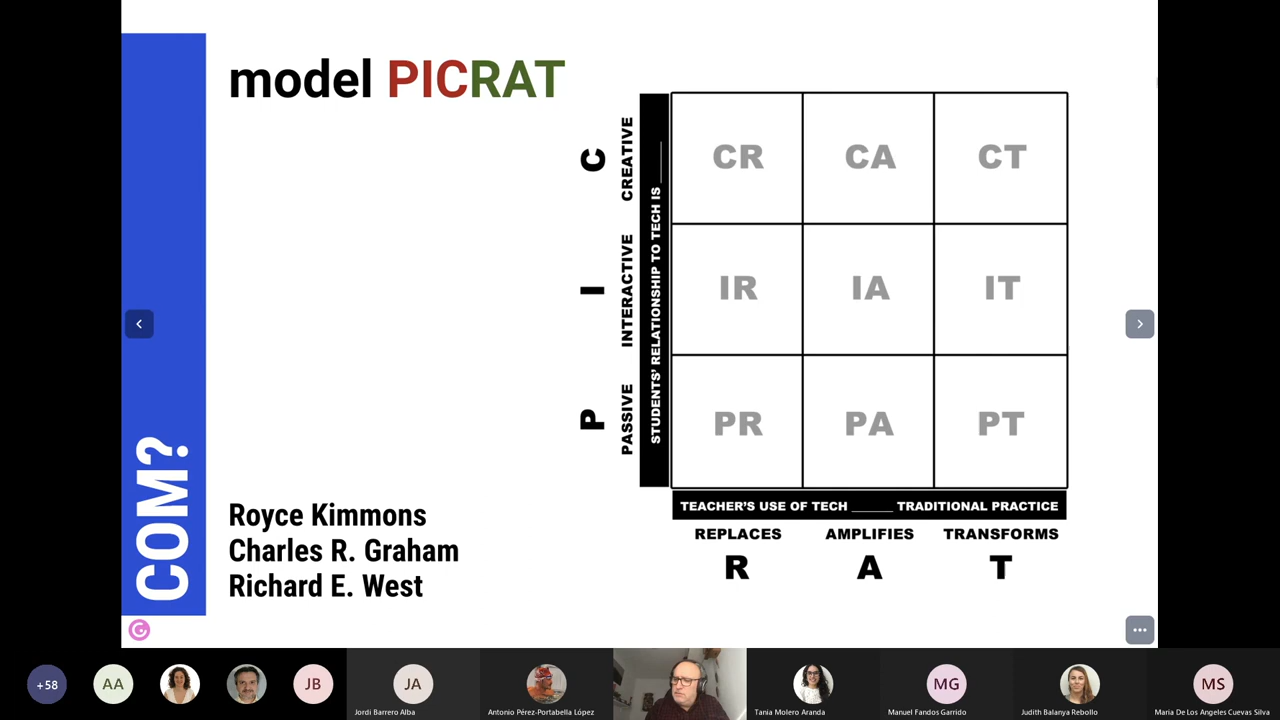 model PICRAT
COM?
Royce Kimmons
Charles R. Graham
Richard E. West
C
CREATIVE
I
INTERACTIVE
P
PASSIVE
STUDENTS' RELATIONSHIP TO TECH IS _____
CR CA CT
IR IA IT
PR PA PT
TEACHER'S USE OF TECH _____ TRADITIONAL PRACTICE
REPLACES AMPLIFIES TRANSFORMS
R A T
+58 AA JB JA MG MS
Jordi Barrero Alba
Antonio Pérez-Portabella López
Tania Molero Aranda
Manuel Fandos Garrido
Judith Balanya Rebollo
Maria De Los Angeles Cuevas Silva